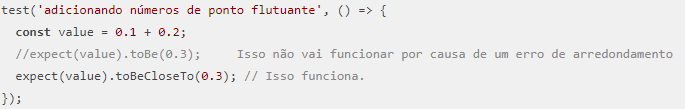 test('adicionando números de ponto flutuante', () => {
  const value = 0.1 + 0.2;
  //expect(value).toBe(0.3);     Isso não vai funcionar por causa de um erro de arredondamento
  expect(value).toBeCloseTo(0.3); // Isso funciona.
});